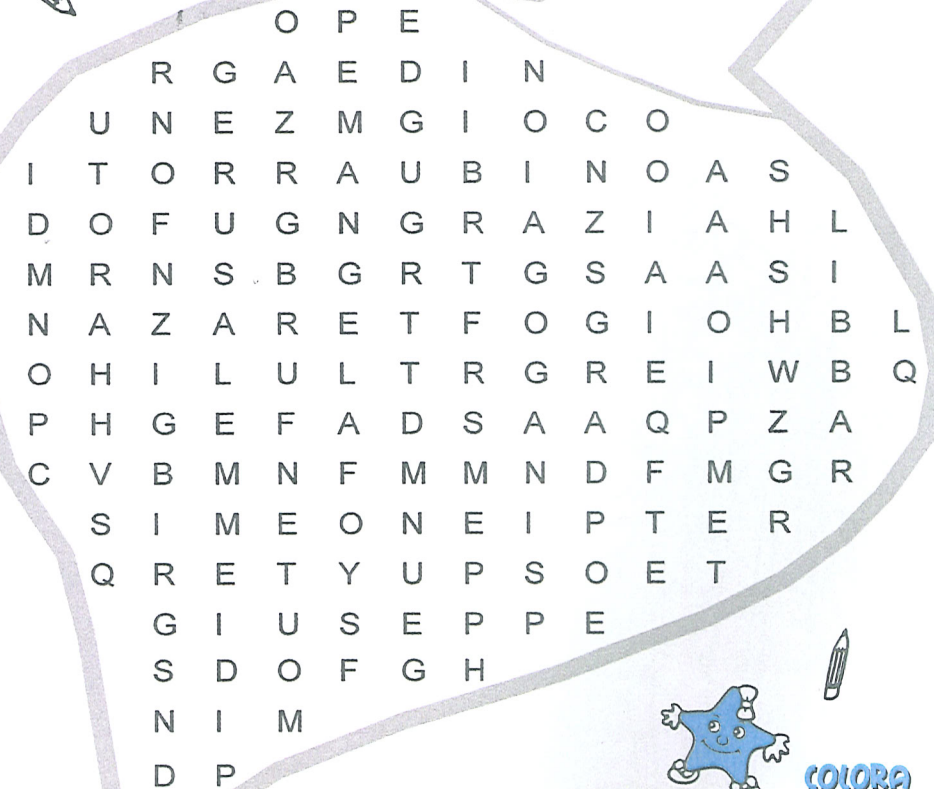 O P E
R G A E D I N
U N E Z M G I O C O
I T O R R A U B I N O A S
D O F U G N G R A Z I A H L
M R N S B G R T G S A A S I
N A Z A R E T F O G I O H B L
O H I L U L T R G R E I W B Q
P H G E F A D S A A Q P Z A
C V B M N F M M N D F M G R
S I M E O N E I P T E R
Q R E T Y U P S O E T
G I U S E P P E
S D O F G H
N I M
D P
COLORA